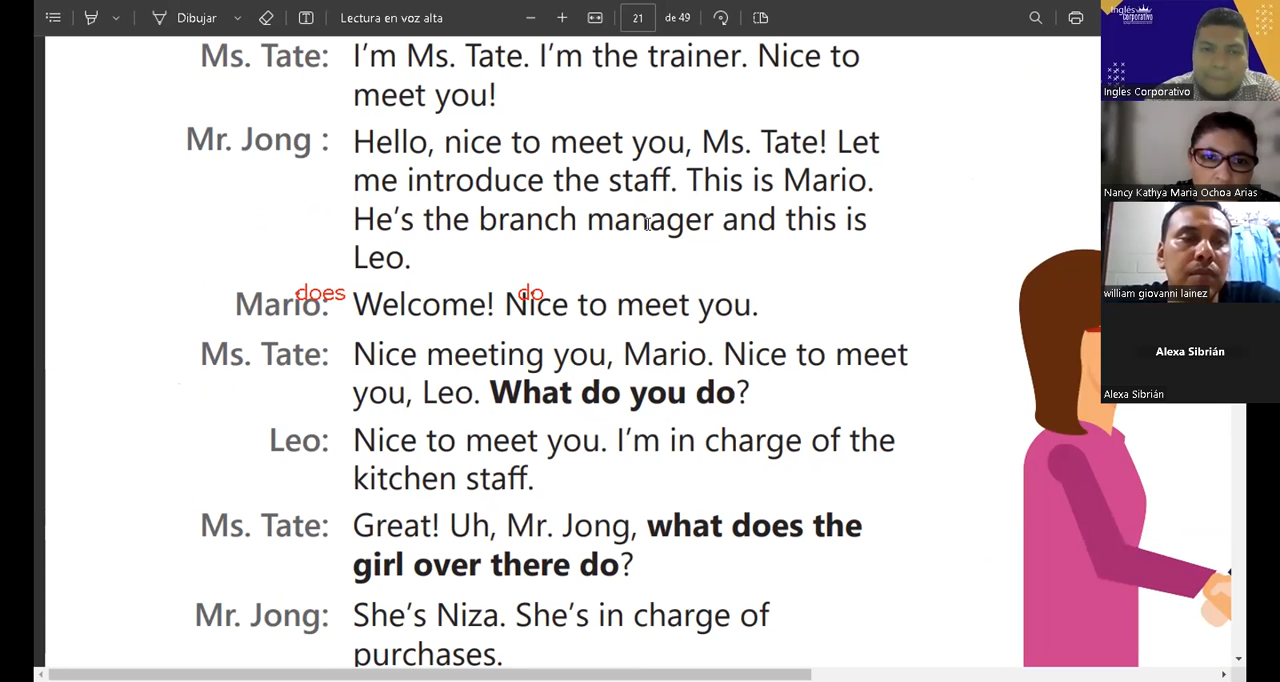 Dibujar
Lectura en voz alta
21
de 49
Ms. Tate: I'm Ms. Tate. I'm the trainer. Nice to
meet you!
Mr. Jong : Hello, nice to meet you, Ms. Tate! Let
me introduce the staff. This is Mario.
He's the branch manager and this is
Leo.
does do
Mario: Welcome! Nice to meet you.
Ms. Tate: Nice meeting you, Mario. Nice to meet
you, Leo. What do you do?
Leo: Nice to meet you. I'm in charge of the
kitchen staff.
Ms. Tate: Great! Uh, Mr. Jong, what does the
girl over there do?
Mr. Jong: She's Niza. She's in charge of
purchases.
Inglés
corporativo
Ingles Corporativo
Nancy Kathya Maria Ochoa Arias
william giovanni lainez
Alexa Sibrián
Alexa Sibrián